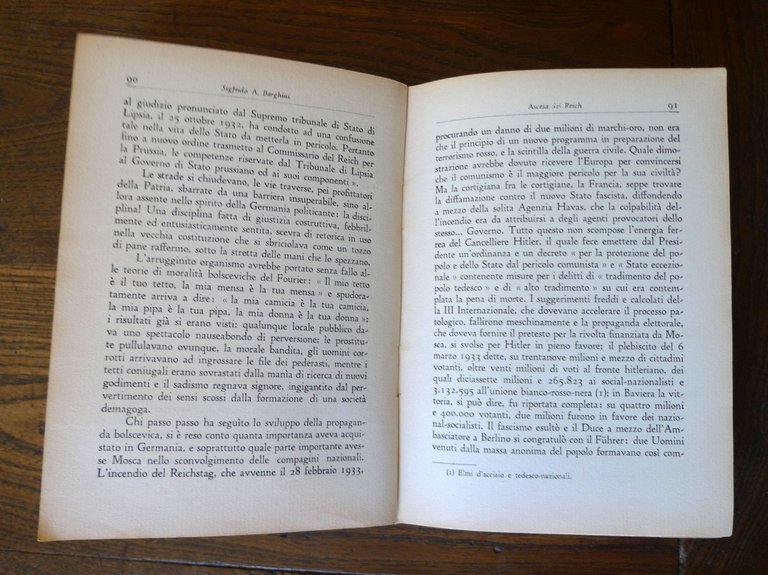 90
Sigfrido A. Barghini
al giudizio pronunciato dal Supremo tribunale di Stato di
Lipsia, il 25 ottobre 1932, ha condotto ad una confusione
tale nella vita dello Stato da metterla in pericolo. Pertanto
fino a nuovo ordine trasmetto al Commissario del Reich per
la Prussia, le competenze riservate dal Tribunale di Lipsia
al Governo di Stato prussiano ed ai suoi componenti ».
Le strade si chiudevano, le vie traverse, pei profittatori
della Patria, sbarrate da una barriera insuperabile, sino al-
lora assente nello spirito della Germania politicante: la disci-
plina! Una disciplina fatta di giustizia costruttiva, febbril-
mente ed entusiasticamente sentita, scevra di retorica in uso
nella vecchia costituzione che si sbriciolava come un tozzo
di pane raffermo, sotto la stretta delle mani che lo spezzano.
L'arrugginito organismo avrebbe portato senza fallo al-
le teorie di moralità bolsceviche del Fourier: « Il mio tetto
è il tuo tetto, la mia mensa è la tua mensa » e spudora-
tamente arriva a dire: « la mia camicia è la tua camicia,
la mia pipa è la tua pipa, la mia donna è la tua donna »;
i risultati già si erano visti; qualunque locale pubblico da-
va uno spettacolo nauseabondo di perversione; le prostitu-
te pullulavano ovunque, la morale bandita, gli uomini cor-
rotti arrivavano ad ingrossare le file dei pederasti, mentre i
tetti coniugali erano sovrastati dalla mania di ricerca di nuovi
godimenti e il sadismo regnava signore, ingigantito dal per-
vertimento dei sensi scossi dalla formazione di una società
demagoga.
Chi passo passo ha seguito lo sviluppo della propagan-
da bolscevica, si è reso conto quanta importanza aveva acqui-
stato in Germania, e soprattutto quale parte importante aves-
se Mosca nello sconvolgimento delle compagini nazionali.
L'incendio del Reichstag, che avvenne il 28 febbraio 1933,
Ascesa del Reich
91
procurando un danno di due milioni di marchi-oro, non era
che il principio di un nuovo programma in preparazione del
terrorismo rosso, e la scintilla della guerra civile. Quale dimo-
strazione avrebbe dovuto ricevere l'Europa per convincersi
che il comunismo è il maggiore pericolo per la sua civiltà?
Ma la cortigiana fra le cortigiane, la Francia, seppe trovare
la diffamazione contro il nuovo Stato fascista, diffondendo
a mezzo della solita Agenzia Havas, che la colpabilità del-
l'incendio era da attribuirsi a degli agenti provocatori dello
stesso... Governo. Tutto questo non scompose l'energia fer-
rea del Cancelliere Hitler, il quale fece emettere dal Presi-
dente un'ordinanza e un decreto « per la protezione del po-
polo e dello Stato dal pericolo comunista » e « Stato eccezio-
nale » contenente misure per i delitti di « tradimento del popo-
lo tedesco » e di « alto tradimento » su cui era contem-
plata la pena di morte. I suggerimenti freddi e calcolati del-
la III Internazionale, che dovevano accelerare il processo pa-
tologico, fallirono meschinamente e la propaganda elettorale,
che doveva fornire il pretesto per la rivolta finanziata da Mo-
sca, si svolse per Hitler in pieno favore; il plebiscito del 6
marzo 1933 dette, su trentanove milioni e mezzo di cittadini
votanti, oltre venti milioni di voti al fronte hitleriano, dei
quali diciassette milioni e 265.823 ai social-nazionalisti e
3.132.595 all'unione bianco-rosso-nera (1); in Baviera la vit-
toria, si può dire, fu riportata completa: su quattro milioni
e 400.000 votanti, due milioni furono in favore dei nazio-
nal-socialisti. Il fascismo esultò e il Duce a mezzo dell'Am-
basciatore a Berlino si congratulò con il Führer: due Uomini
venuti dalla massa anonima del popolo formavano così com-
(1) Elmi d'acciaio e tedesco-nazionali.